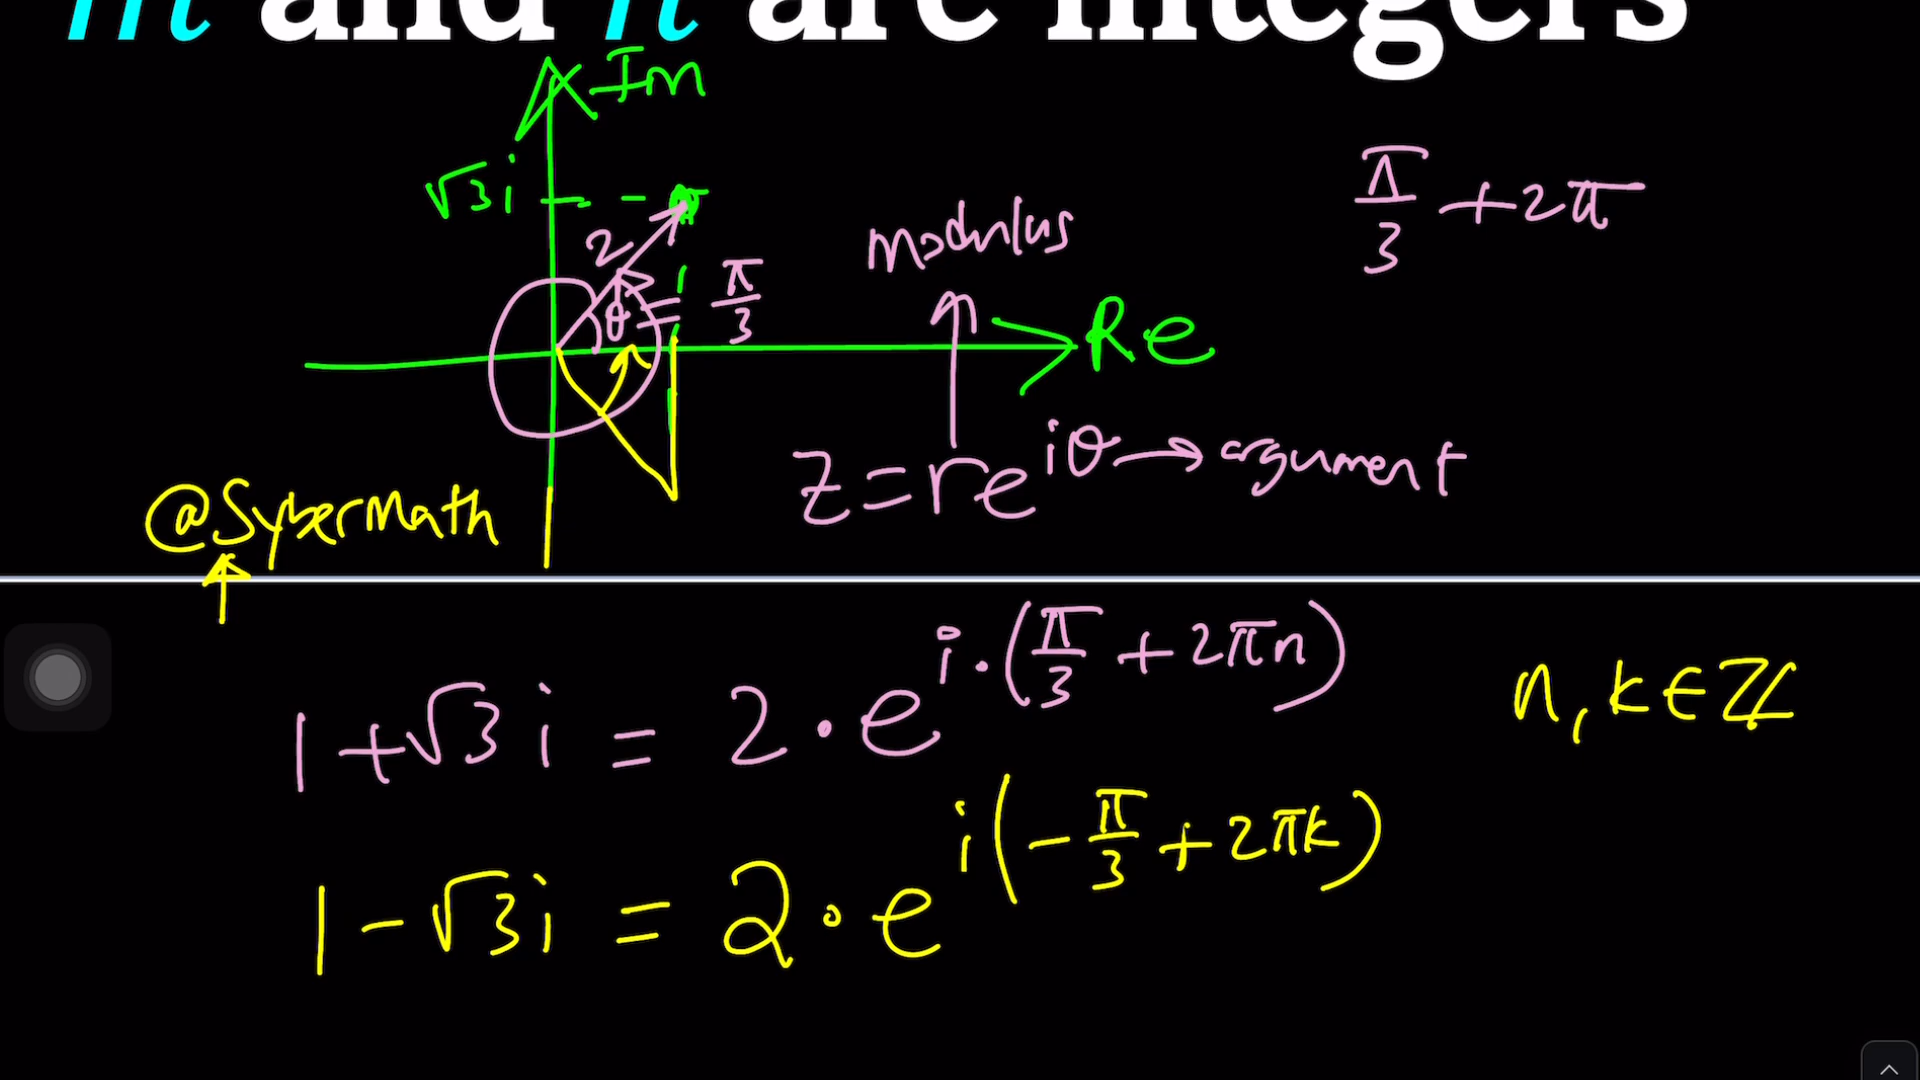 m and n are integers
Im
√3i
2
θ = π/3
modulus
π/3 + 2π
Re
z = re^{iθ} → argument
@SyberMath
1 + √3 i = 2 · e^{i·(π/3 + 2πn)}
n, k ∈ ℤ
1 - √3 i = 2 · e^{i(-π/3 + 2πk)}